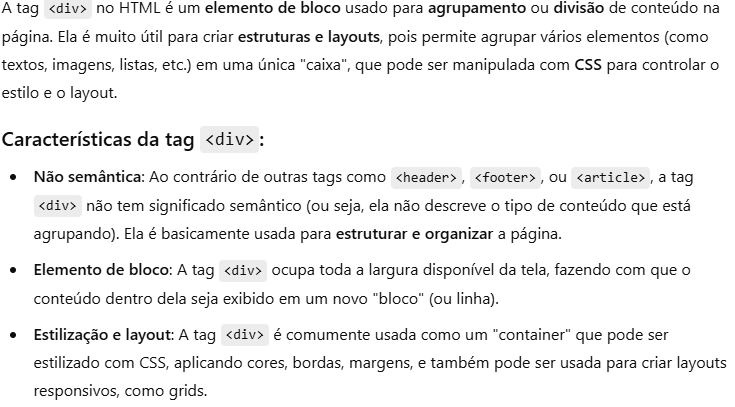 A tag <div> no HTML é um elemento de bloco usado para agrupamento ou divisão de conteúdo na
página. Ela é muito útil para criar estruturas e layouts, pois permite agrupar vários elementos (como
textos, imagens, listas, etc.) em uma única "caixa", que pode ser manipulada com CSS para controlar o
estilo e o layout.
Características da tag <div>:
• Não semântica: Ao contrário de outras tags como <header>, <footer>, ou <article>, a tag
<div> não tem significado semântico (ou seja, ela não descreve o tipo de conteúdo que está
agrupando). Ela é basicamente usada para estruturar e organizar a página.
• Elemento de bloco: A tag <div> ocupa toda a largura disponível da tela, fazendo com que o
conteúdo dentro dela seja exibido em um novo "bloco" (ou linha).
• Estilização e layout: A tag <div> é comumente usada como um "container" que pode ser
estilizado com CSS, aplicando cores, bordas, margens, e também pode ser usada para criar layouts
responsivos, como grids.